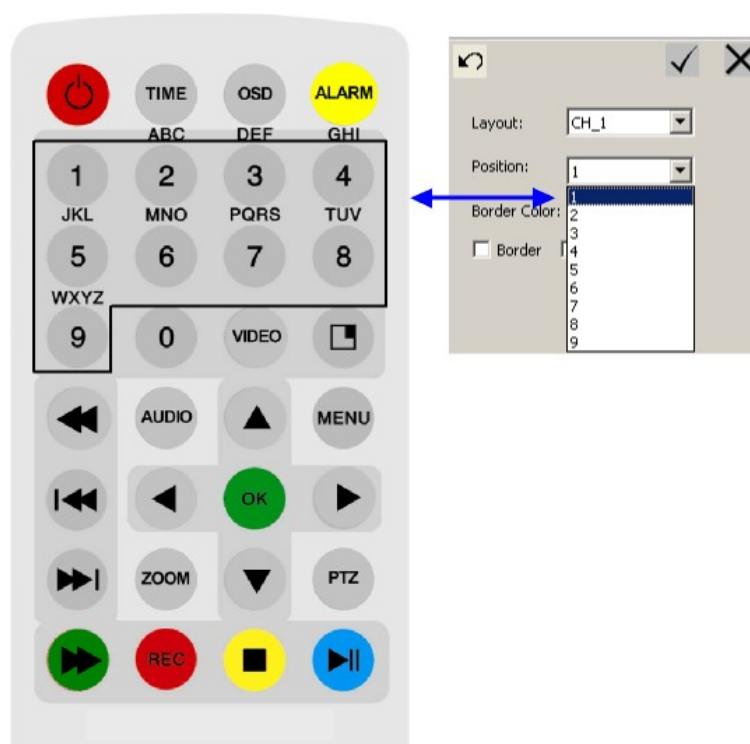 TIME OSD ALARM
ABC DEF GHI
1 2 3 4
JKL MNO PQRS TUV
5 6 7 8
WXYZ
9 0 VIDEO
AUDIO MENU
OK
ZOOM PTZ
REC
Layout: CH_1
Position: 1
1
Border Color: 2
3
Border 4
5
6
7
8
9